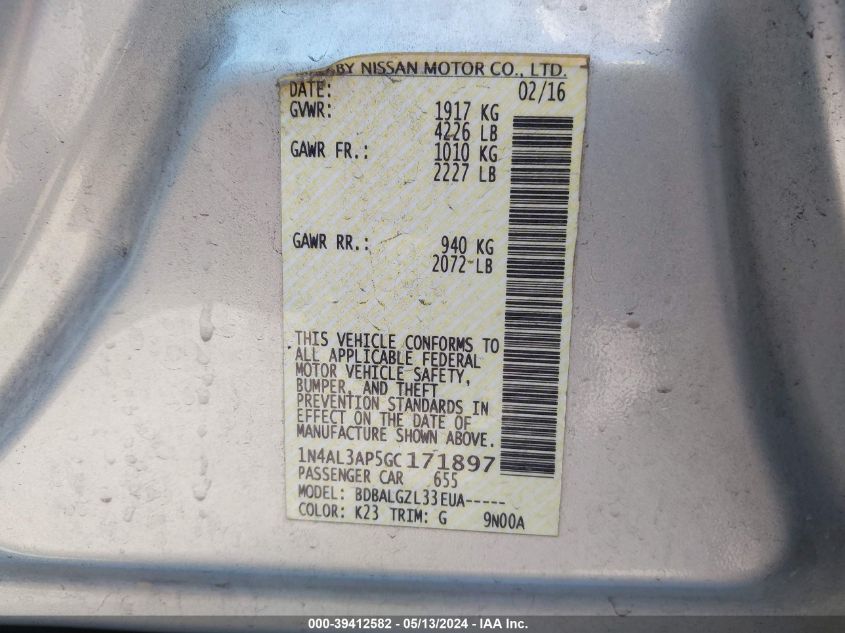 BY NISSAN MOTOR CO., LTD.
DATE: 02/16
GVWR: 1917 KG
4226 LB
GAWR FR.: 1010 KG
2227 LB
GAWR RR.: 940 KG
2072 LB
THIS VEHICLE CONFORMS TO
ALL APPLICABLE FEDERAL
MOTOR VEHICLE SAFETY,
BUMPER, AND THEFT
PREVENTION STANDARDS IN
EFFECT ON THE DATE OF
MANUFACTURE SHOWN ABOVE.
1N4AL3AP5GC171897
PASSENGER CAR 655
MODEL: BDBALGZL33EUA-----
COLOR: K23 TRIM: G 9N00A
000-39412582 / 05/13/2024 - IAA Inc.